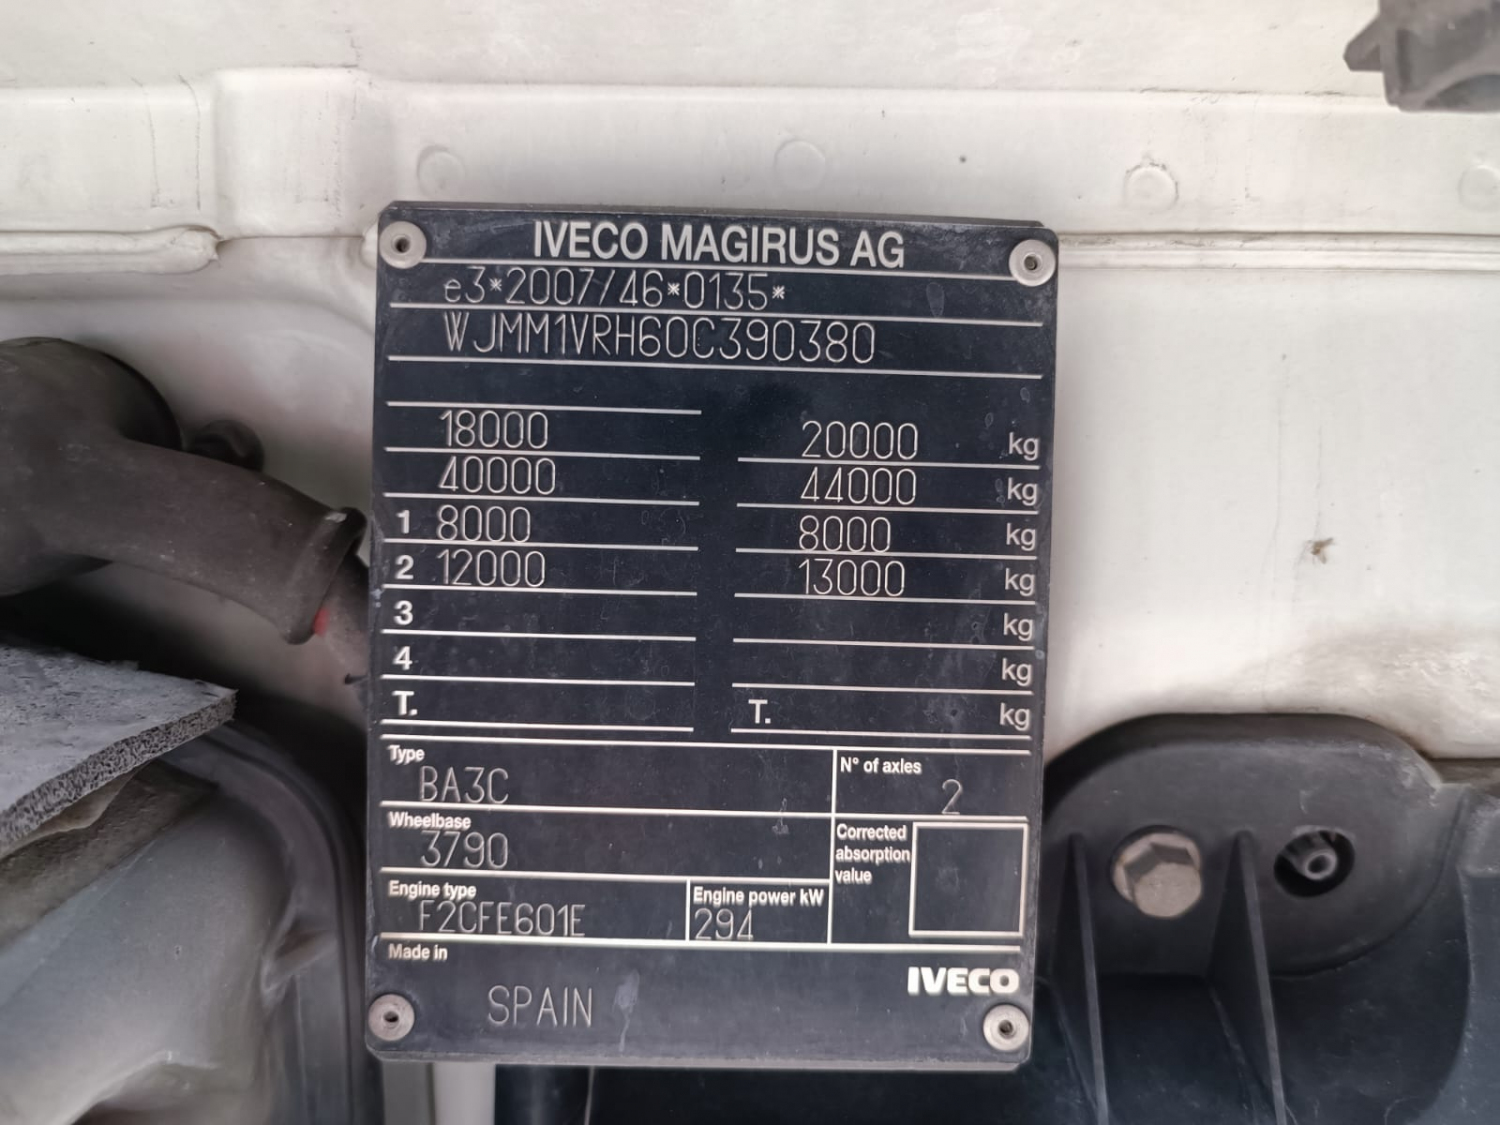 IVECO MAGIRUS AG
e3*2007/46*0135*
WJMM1VRH60C390380
18000 20000 kg
40000 44000 kg
1 8000 8000 kg
2 12000 13000 kg
3 kg
4 kg
T. T. kg
Type
BA3C
N° of axles
2
Wheelbase
3790
Corrected
absorption
value
Engine type
F2CFE601E
Engine power kW
294
Made in
SPAIN
IVECO